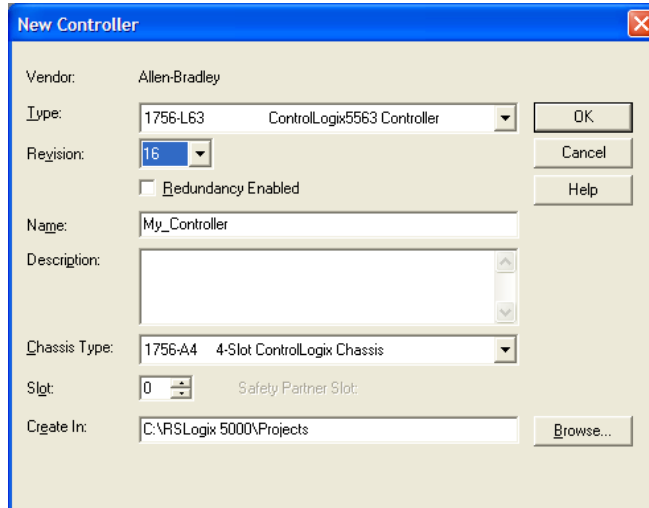 New Controller
Vendor: Allen-Bradley
Type: 1756-L63 ControlLogix5563 Controller OK
Revision: 16 Cancel
Redundancy Enabled Help
Name: My_Controller
Description:
Chassis Type: 1756-A4 4-Slot ControlLogix Chassis
Slot: 0 Safety Partner Slot:
Create In: C:\RSLogix 5000\Projects Browse...